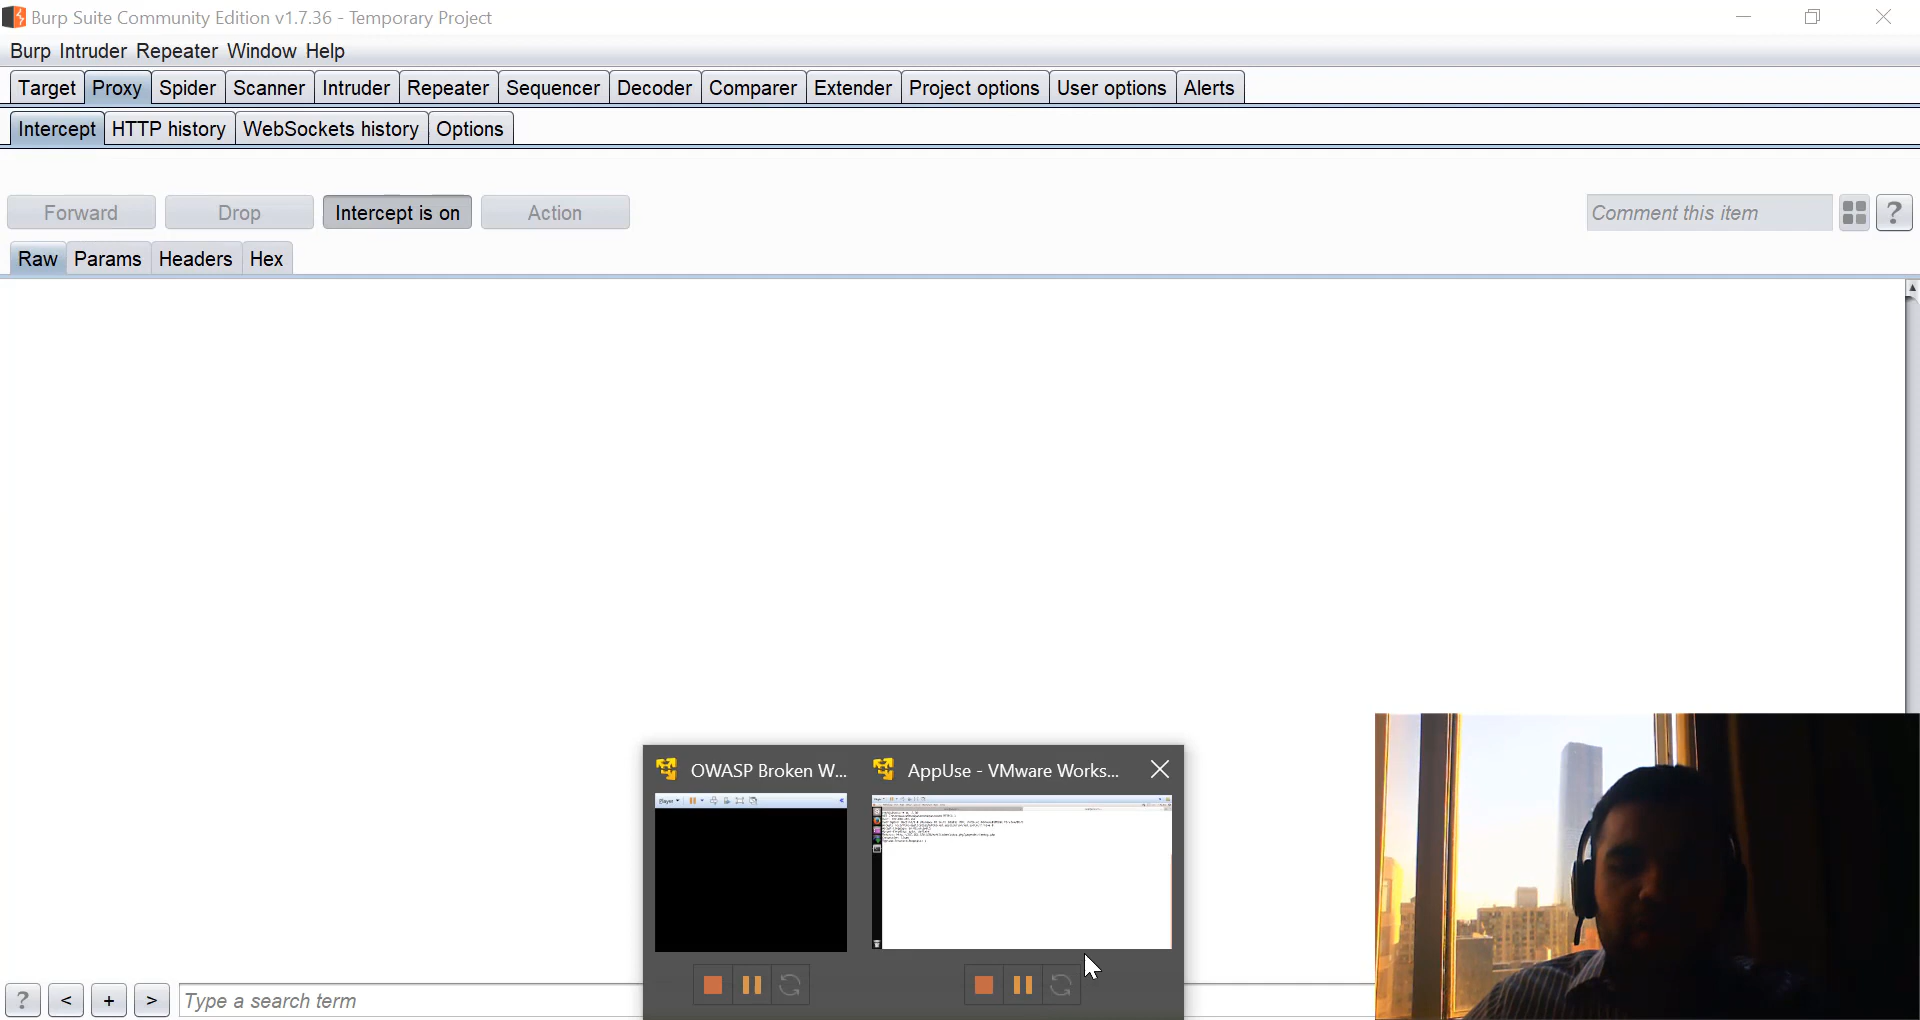 Burp Suite Community Edition v1.7.36 - Temporary Project
Burp Intruder Repeater Window Help
Target Proxy Spider Scanner Intruder Repeater Sequencer Decoder Comparer Extender Project options User options Alerts
Intercept HTTP history WebSockets history Options
Forward Drop Intercept is on Action Comment this item ?
Raw Params Headers Hex
OWASP Broken W... AppUse - VMware Works...
Player
? < + > Type a search term